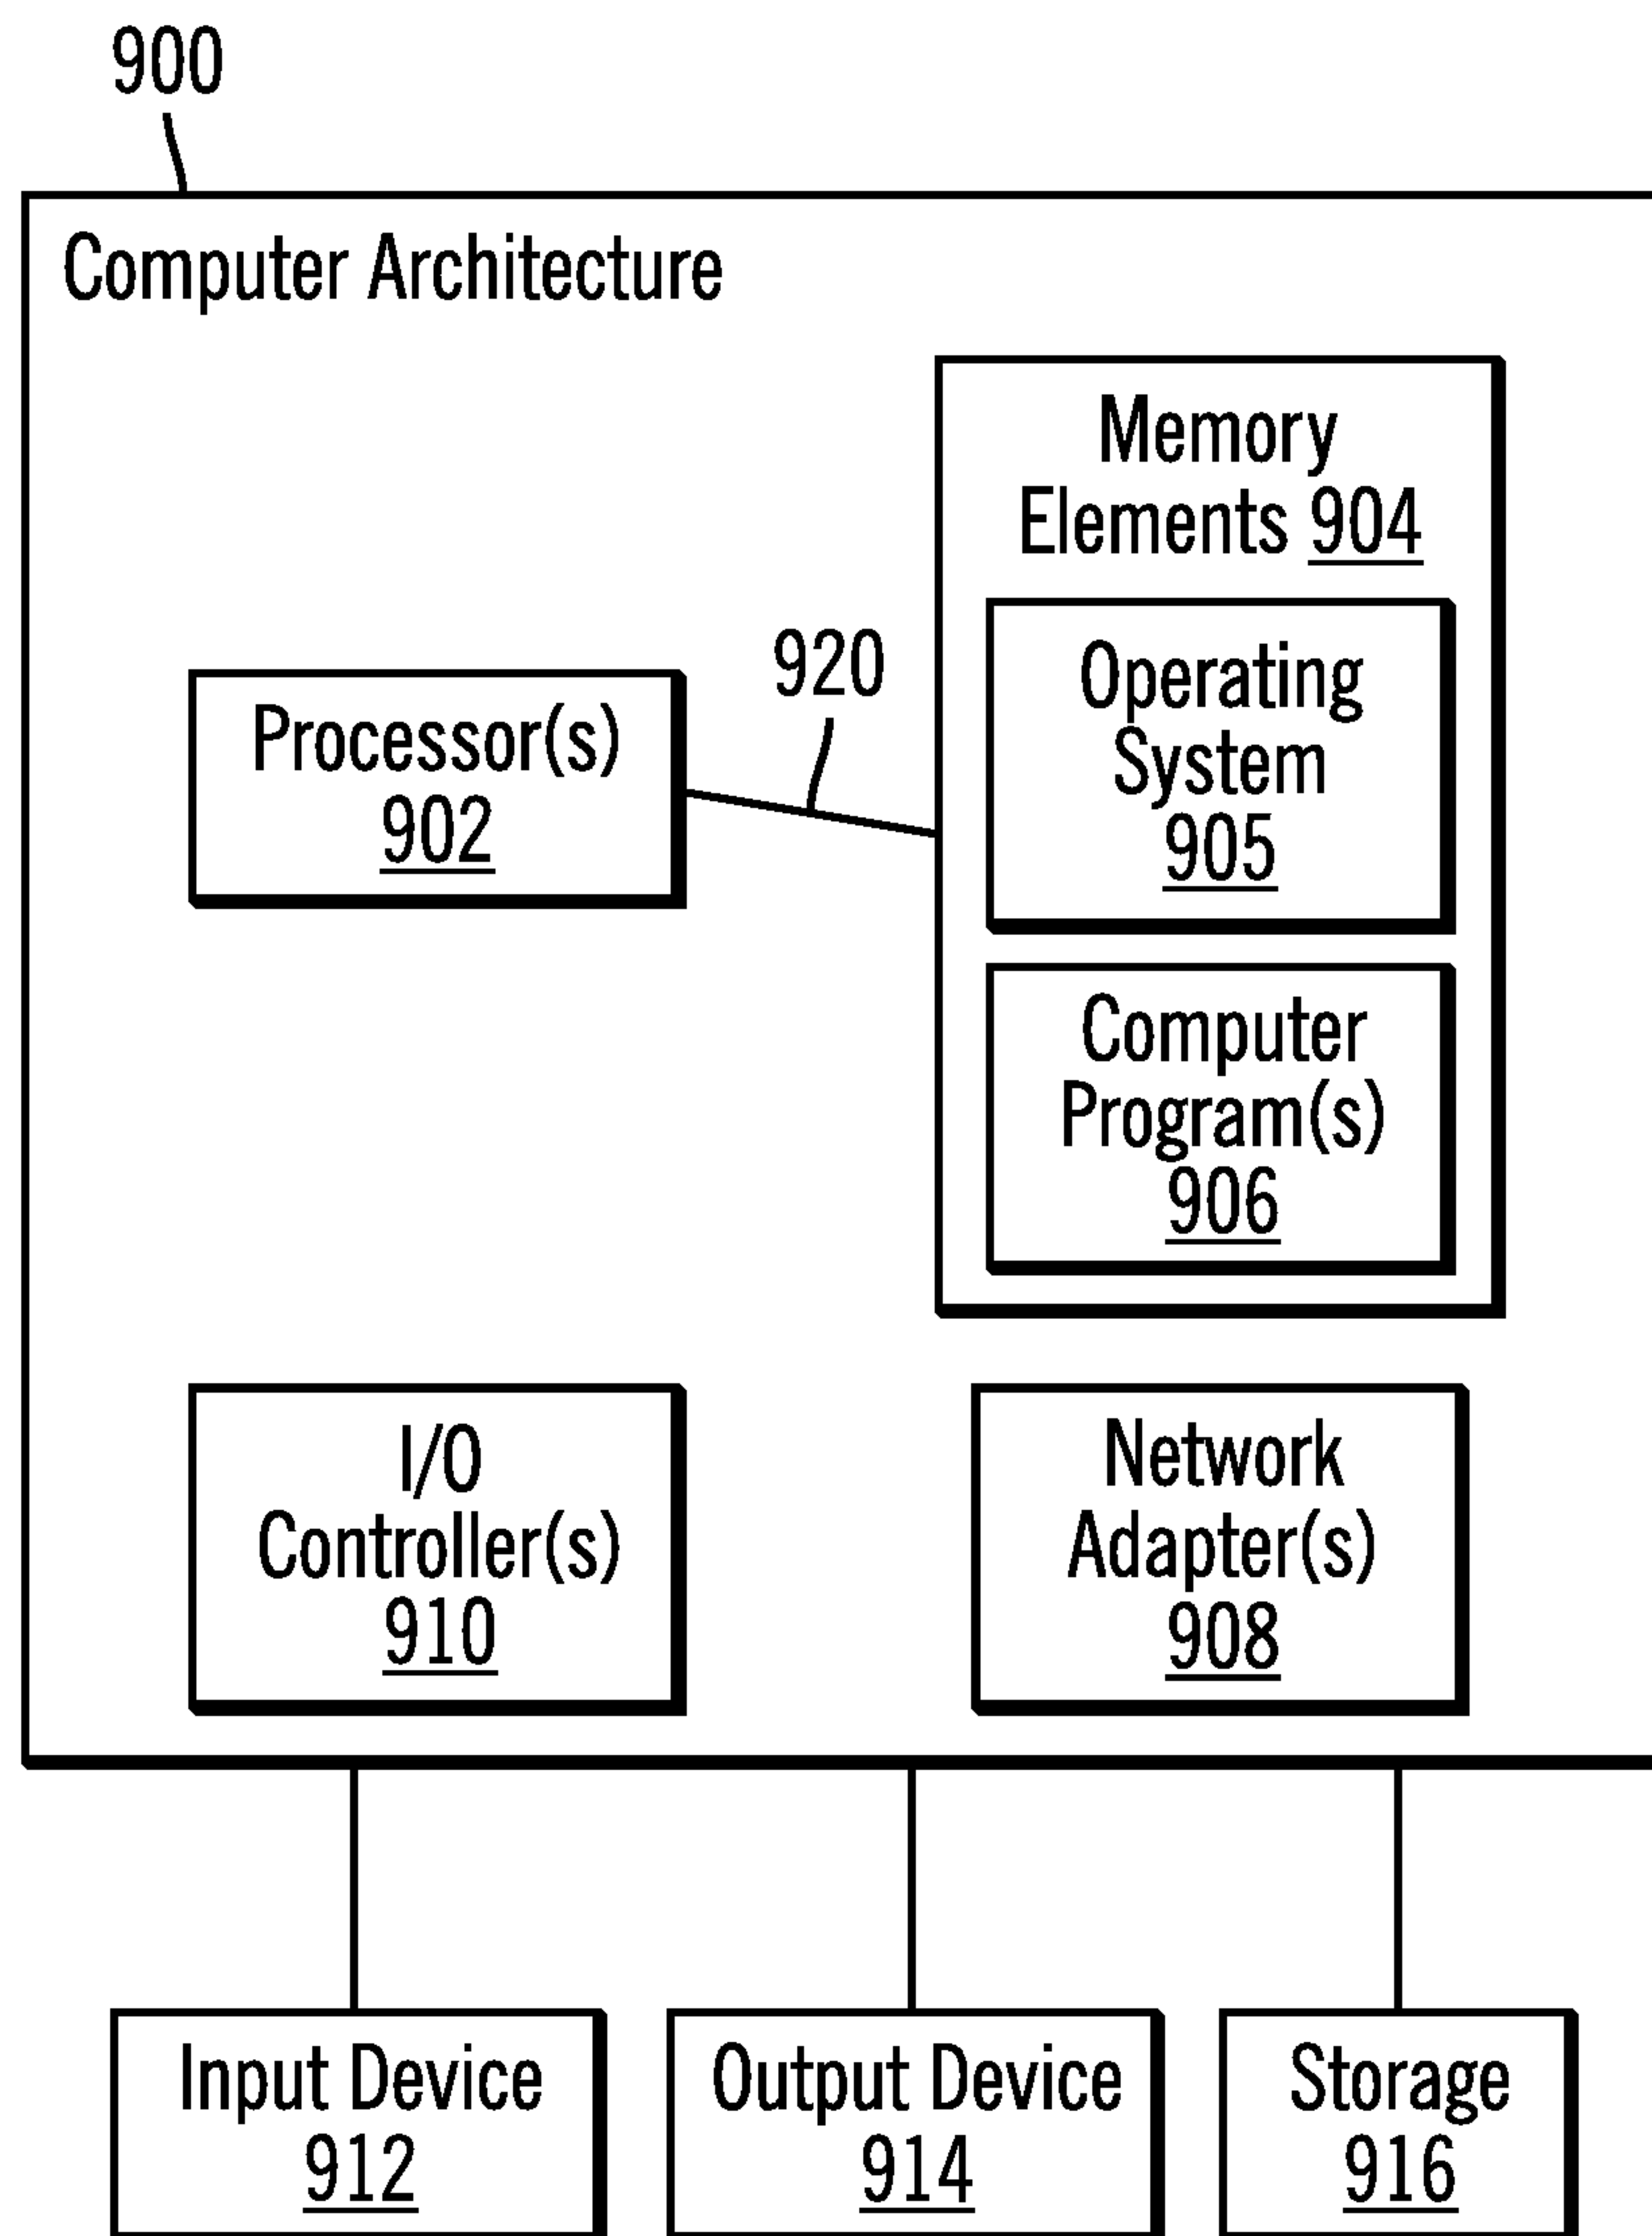 900
Computer Architecture
Memory
Elements 904
920
Operating
System
905
Processor(s)
902
Computer
Program(s)
906
I/O
Controller(s)
910
Network
Adapter(s)
908
Input Device
912
Output Device
914
Storage
916